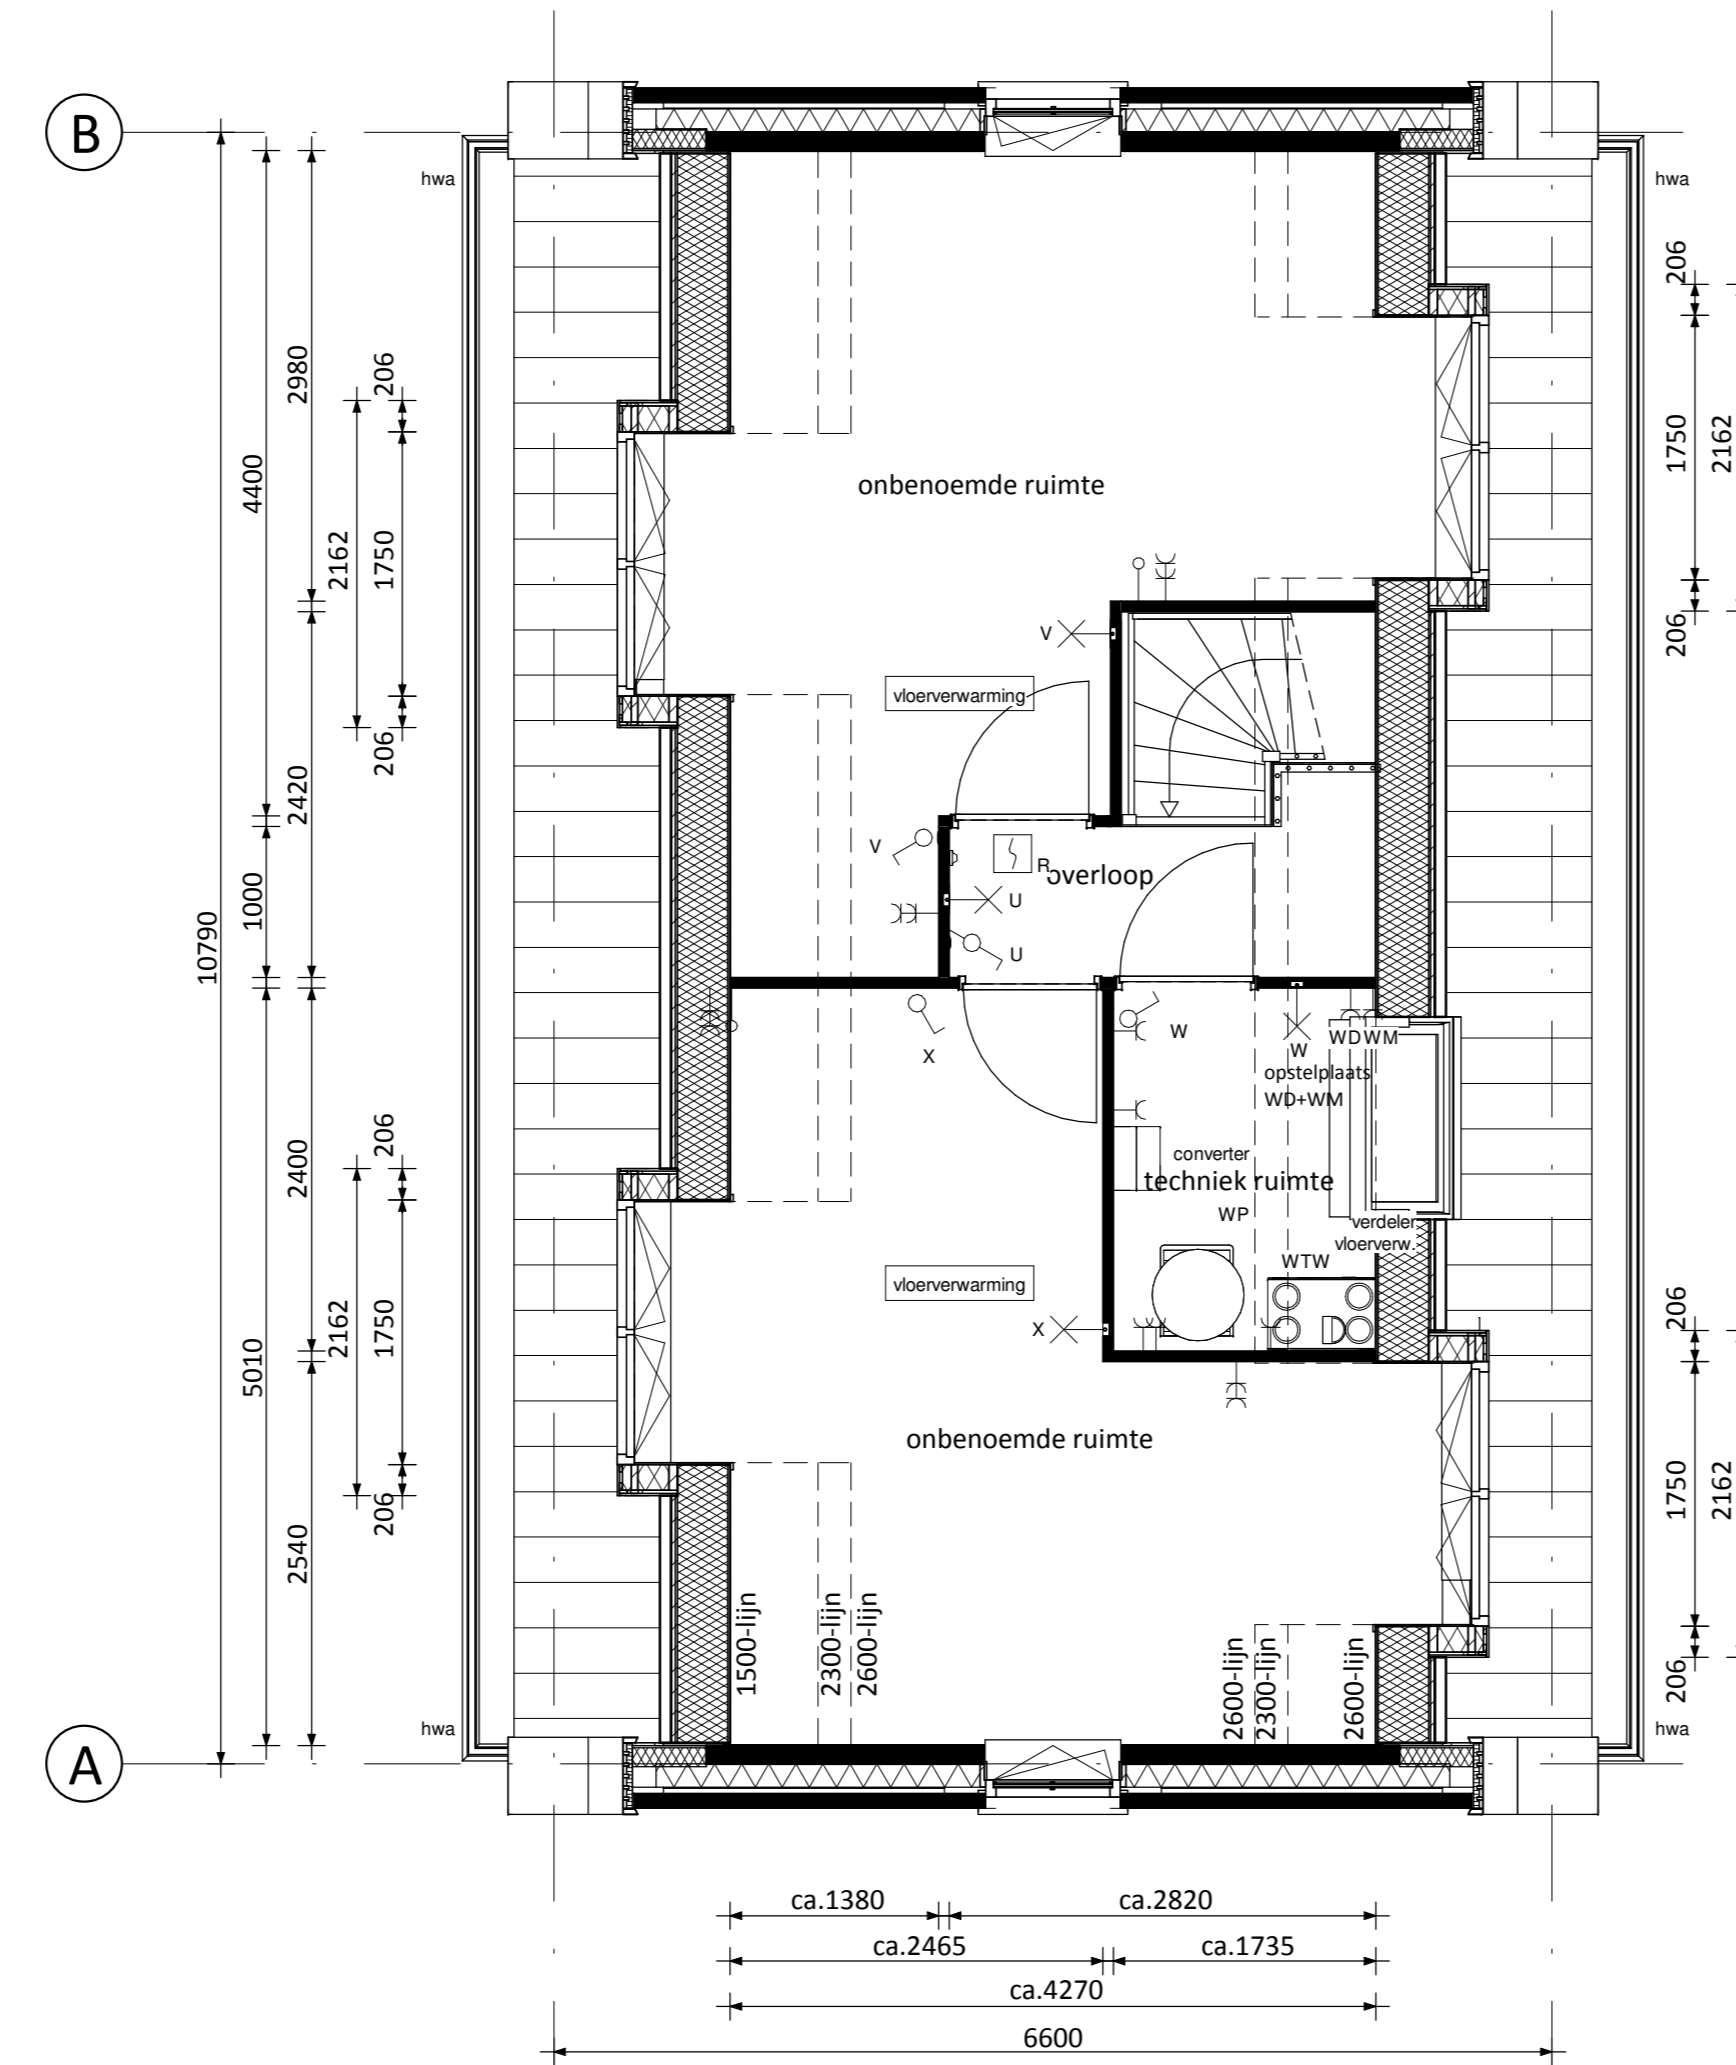 B
hwa
hwa
206
1750
2162
206
2980
4400
206
2162
1750
206
2420
1000
10790
onbenoemde ruimte
V
vloerverwarming
V
R
overloop
U
U
X
W
W
WD WM
opstelplaats
WD+WM
converter
techniek ruimte
WP
verdeler
vloerverw.
WTW
vloerverwarming
X
onbenoemde ruimte
206
2400
5010
2162
1750
206
2540
206
1750
2162
206
1500-lijn
2300-lijn
2600-lijn
2600-lijn
2300-lijn
2600-lijn
hwa
hwa
A
ca.1380
ca.2820
ca.2465
ca.1735
ca.4270
6600